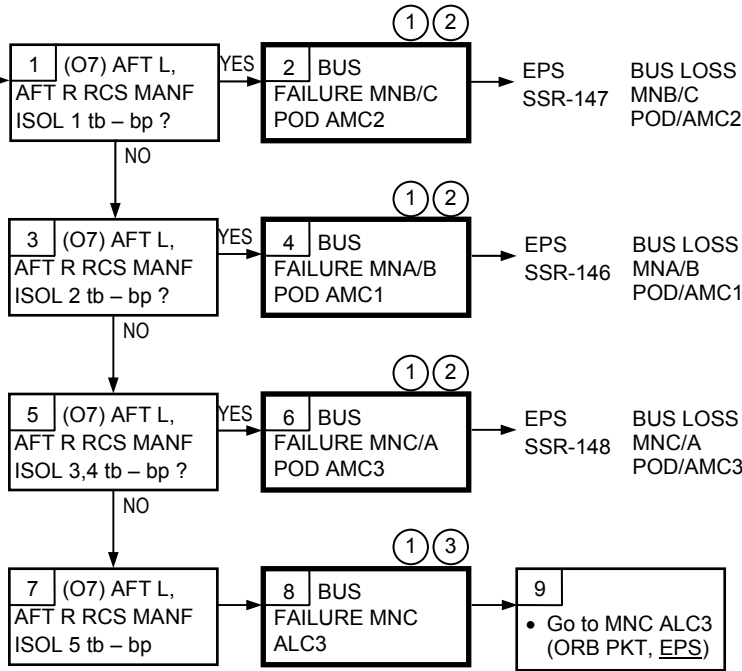 1 2
1 (O7) AFT L,
AFT R RCS MANF
ISOL 1 tb – bp ?
YES
2 BUS
FAILURE MNB/C
POD AMC2
EPS
SSR-147
BUS LOSS
MNB/C
POD/AMC2
NO
1 2
3 (O7) AFT L,
AFT R RCS MANF
ISOL 2 tb – bp ?
YES
4 BUS
FAILURE MNA/B
POD AMC1
EPS
SSR-146
BUS LOSS
MNA/B
POD/AMC1
NO
1 2
5 (O7) AFT L,
AFT R RCS MANF
ISOL 3,4 tb – bp ?
YES
6 BUS
FAILURE MNC/A
POD AMC3
EPS
SSR-148
BUS LOSS
MNC/A
POD/AMC3
NO
1 3
7 (O7) AFT L,
AFT R RCS MANF
ISOL 5 tb – bp
8 BUS
FAILURE MNC
ALC3
9
• Go to MNC ALC3
(ORB PKT, EPS)